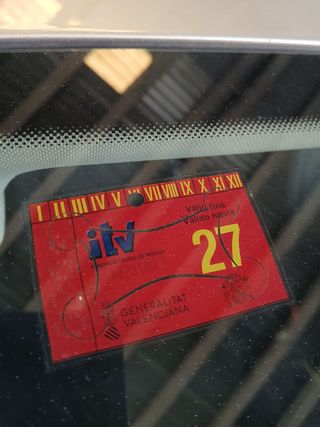 I II III IV V VI VII VIII IX X XI XII
itv
Vàlid fins
Válido hasta
27
GENERALITAT
VALENCIANA